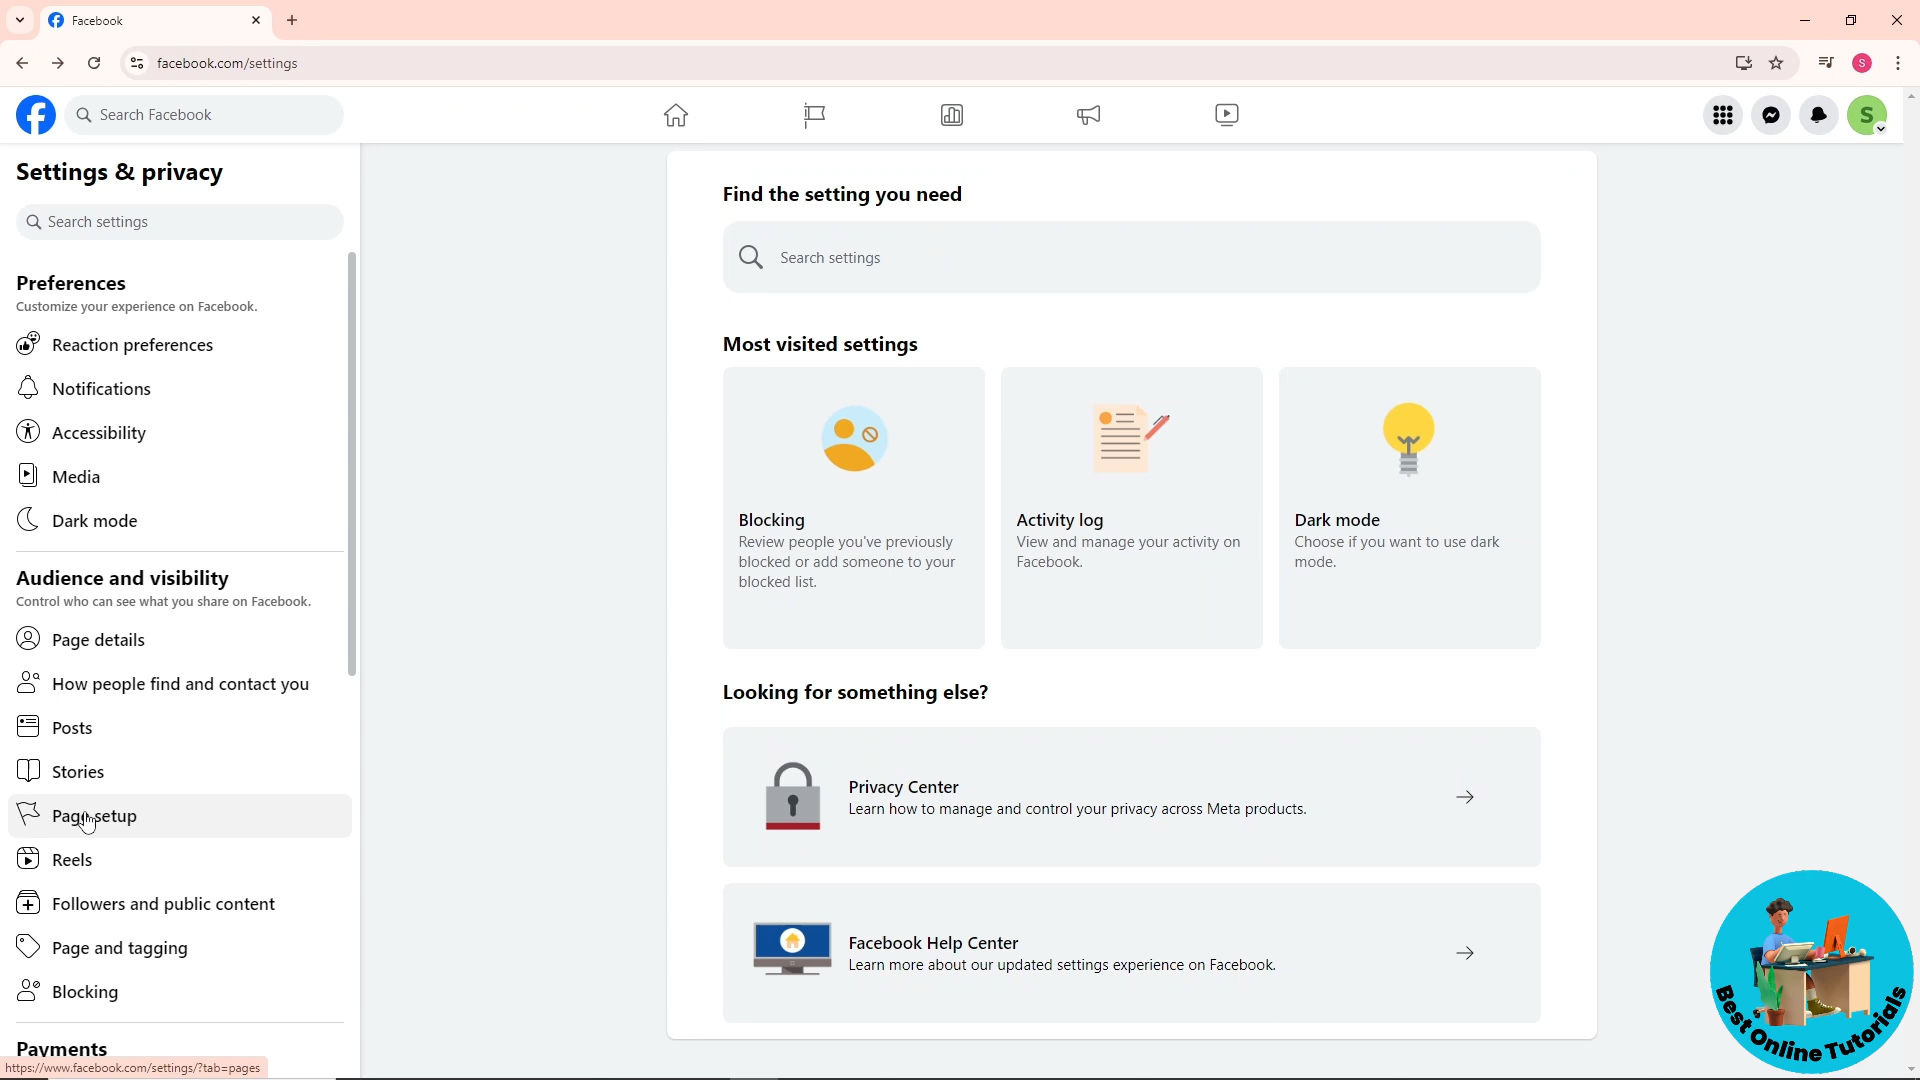 Facebook
facebook.com/settings
S
Search Facebook
S
Settings & privacy
Search settings
Preferences
Customize your experience on Facebook.
Reaction preferences
Notifications
Accessibility
Media
Dark mode
Audience and visibility
Control who can see what you share on Facebook.
Page details
How people find and contact you
Posts
Stories
Page setup
Reels
Followers and public content
Page and tagging
Blocking
Payments
https://www.facebook.com/settings/?tab=pages
Find the setting you need
Search settings
Most visited settings
Blocking
Review people you've previously
blocked or add someone to your
blocked list.
Activity log
View and manage your activity on
Facebook.
Dark mode
Choose if you want to use dark
mode.
Looking for something else?
Privacy Center
Learn how to manage and control your privacy across Meta products.
Facebook Help Center
Learn more about our updated settings experience on Facebook.
Best Online Tutorials